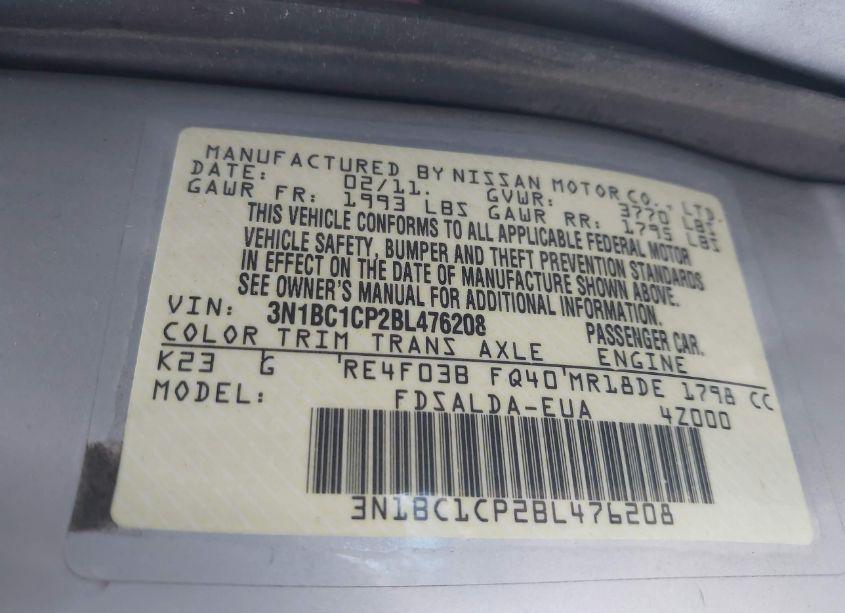 MANUFACTURED BY NISSAN MOTOR CO., LTD.
DATE: 02/11. GVWR: 3770 LBS
GAWR FR: 1993 LBS GAWR RR: 1795 LBS
THIS VEHICLE CONFORMS TO ALL APPLICABLE FEDERAL MOTOR
VEHICLE SAFETY, BUMPER AND THEFT PREVENTION STANDARDS
IN EFFECT ON THE DATE OF MANUFACTURE SHOWN ABOVE.
SEE OWNER'S MANUAL FOR ADDITIONAL INFORMATION.
VIN: 3N1BC1CP2BL476208 PASSENGER CAR.
COLOR TRIM TRANS AXLE ENGINE
K23 G RE4F03B FQ40 MR18DE 1798 CC
MODEL: FDSALDA-EUA 4Z000
3N1BC1CP2BL476208